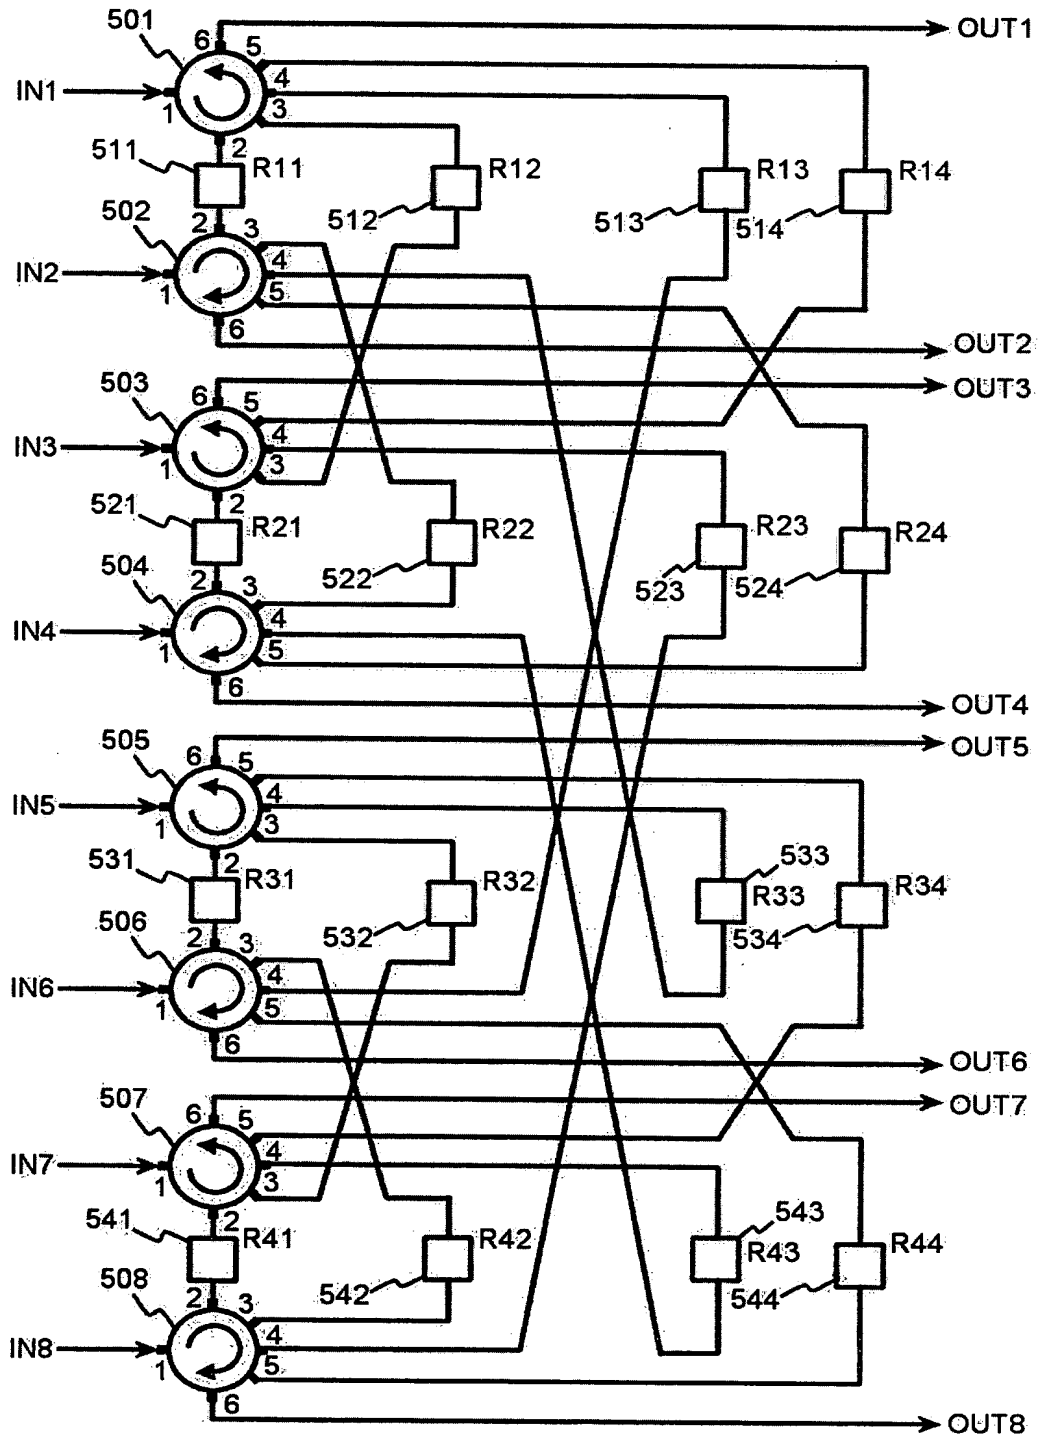 501 6 5 OUT1
IN1 4
1 3
511 2 R11 R12 R13 R14
512 513 514
502 2 3
IN2 4
1 5
6 OUT2
503 6 5 OUT3
IN3 4
1 3
521 2 R21 R22 R23 R24
522 523 524
504 2 3
IN4 4
1 5
6 OUT4
505 6 5 OUT5
IN5 4
1 3
531 2 R31 R32 533 R33 R34
532 534
506 2 3
IN6 4
1 5
6 OUT6
507 6 5 OUT7
IN7 4
1 3
541 2 R41 R42 543 R43 R44
542 544
508 2 3
IN8 4
1 5
6 OUT8